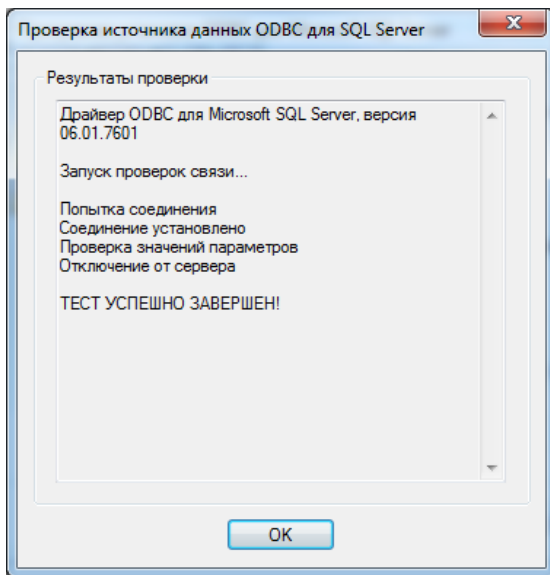 Проверка источника данных ODBC для SQL Server
Результаты проверки
Драйвер ODBC для Microsoft SQL Server, версия
06.01.7601
Запуск проверок связи...
Попытка соединения
Соединение установлено
Проверка значений параметров
Отключение от сервера
ТЕСТ УСПЕШНО ЗАВЕРШЕН!
OK